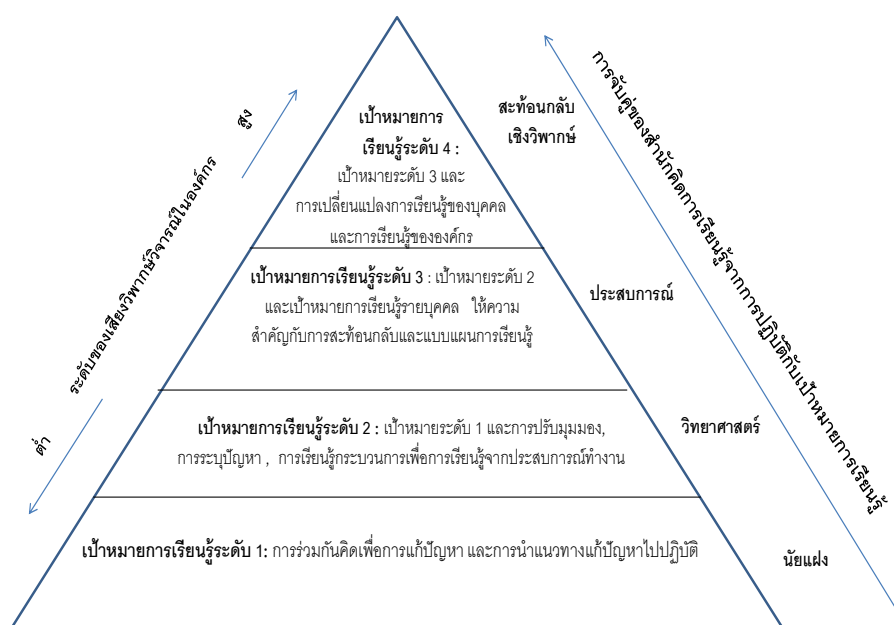 เป้าหมายการ
เรียนรู้ระดับ 4 :
เป้าหมายระดับ 3 และ
การเปลี่ยนแปลงการเรียนรู้ของบุคคล
และการเรียนรู้ขององค์กร
เป้าหมายการเรียนรู้ระดับ 3 : เป้าหมายระดับ 2
และเป้าหมายการเรียนรู้รายบุคคล ให้ความ
สำคัญกับการสะท้อนกลับและแบบแผนการเรียนรู้
เป้าหมายการเรียนรู้ระดับ 2 : เป้าหมายระดับ 1 และการปรับมุมมอง,
การระบุปัญหา , การเรียนรู้กระบวนการเพื่อการเรียนรู้จากประสบการณ์ทำงาน
เป้าหมายการเรียนรู้ระดับ 1: การร่วมกันคิดเพื่อการแก้ปัญหา และการนำแนวทางแก้ปัญหาไปปฏิบัติ
สูง
ระดับของเสียงวิพากษ์วิจารณ์ในองค์กร
ต่ำ
สะท้อนกลับ
เชิงวิพากษ์
ประสบการณ์
วิทยาศาสตร์
นัยแฝง
การจับคู่ของสำนักคิดการเรียนรู้จากการปฏิบัติกับเป้าหมายการเรียนรู้